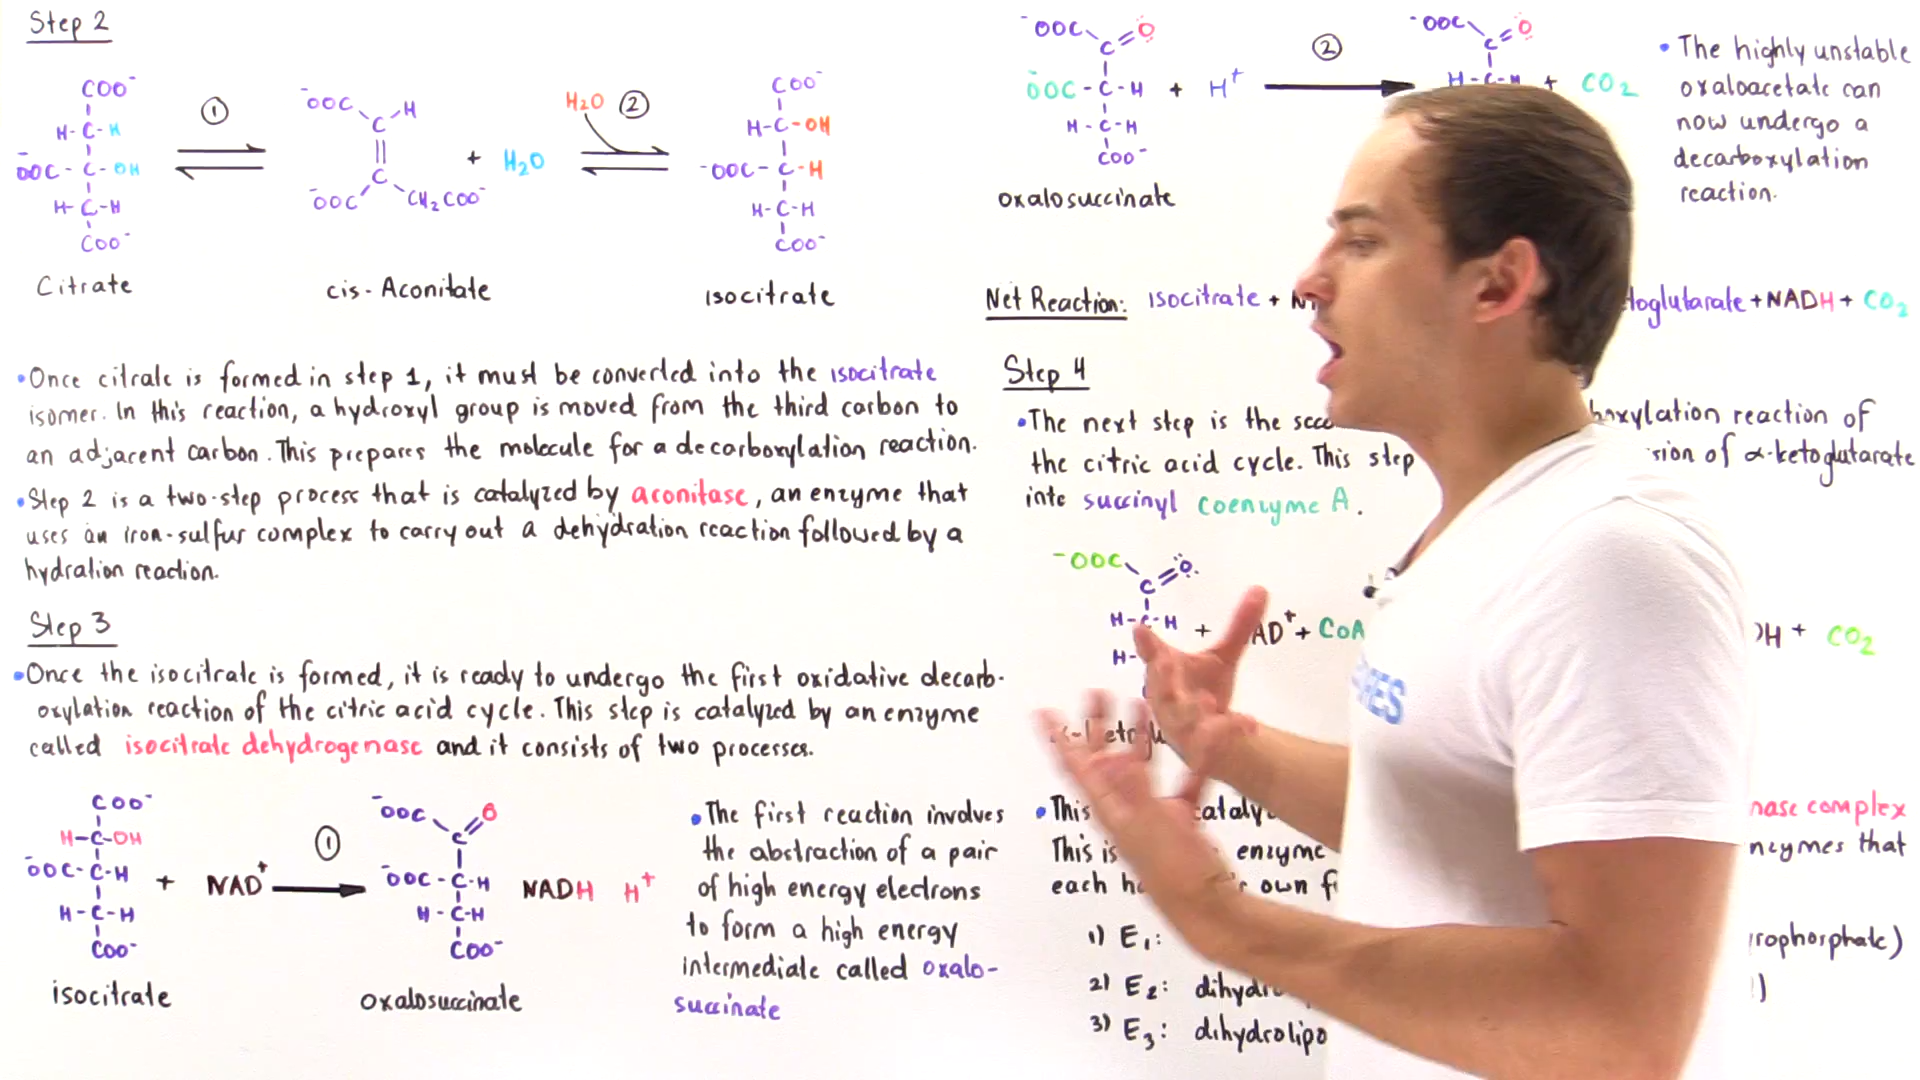 Step 2
COO⁻
H-C-H
⁻OOC-C-OH
H-C-H
COO⁻
Citrate
①
⁻OOC
C-H
C
⁻OOC
CH₂COO⁻
cis-Aconitate
+ H₂O
H₂O ②
COO⁻
H-C-OH
⁻OOC-C-H
H-C-H
COO⁻
isocitrate
•Once citrate is formed in step 1, it must be converted into the isocitrate
isomer. In this reaction, a hydroxyl group is moved from the third carbon to
an adjacent carbon. This prepares the molecule for a decarboxylation reaction.
•Step 2 is a two-step process that is catalyzed by aconitase, an enzyme that
uses an iron-sulfur complex to carry out a dehydration reaction followed by a
hydration reaction.
Step 3
•Once the isocitrate is formed, it is ready to undergo the first oxidative decarb-
oxylation reaction of the citric acid cycle. This step is catalyzed by an enzyme
called isocitrate dehydrogenase and it consists of two processes.
COO⁻
H-C-OH
⁻OOC-C-H
H-C-H
COO⁻
isocitrate
+ NAD⁺
①
⁻OOC
C=O
⁻OOC-C-H
H-C-H
COO⁻
oxalosuccinate
NADH H⁺
•The first reaction involves
the abstraction of a pair
of high energy electrons
to form a high energy
intermediate called oxalo-
succinate
⁻OOC
C=O
⁻OOC-C-H + H⁺
H-C-H
COO⁻
oxalosuccinate
②
⁻OOC
C=O
H-C-H + CO₂
• The highly unstable
oxaloacetate can
now undergo a
decarboxylation
reaction.
Net Reaction: isocitrate + toglutarate + NADH + CO₂
Step 4
•The next step is the boxylation reaction of
the citric acid cycle. This step of α-ketoglutarate
into succinyl coenzyme A.
⁻OOC
C=O
H-C-H + AD⁺ + CoA H + CO₂
H-
•This complex
This is enzyme that
each own
1) E₁: rophosphate)
2) E₂:
3) E₃: